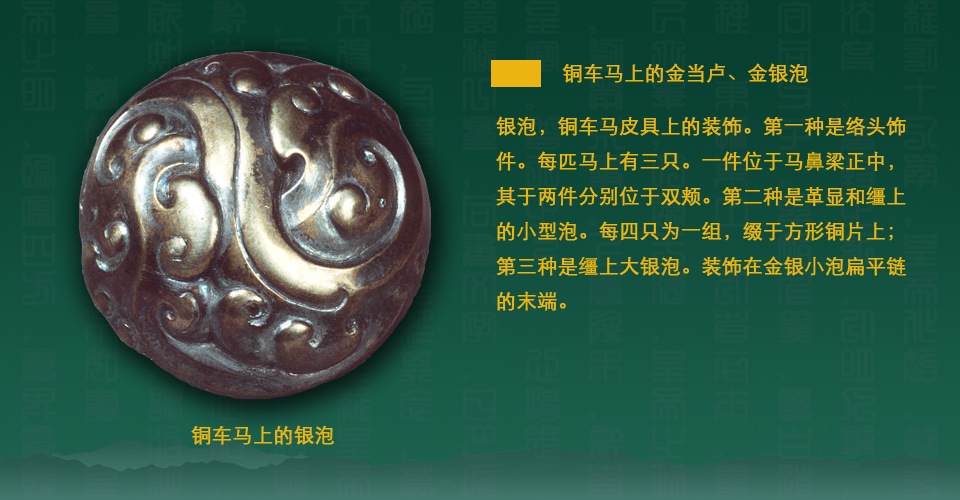 铜车马上的金当卢、金银泡
银泡，铜车马皮具上的装饰。第一种是络头饰
件。每匹马上有三只。一件位于马鼻梁正中，
其于两件分别位于双颊。第二种是革显和缰上
的小型泡。每四只为一组，缀于方形铜片上；
第三种是缰上大银泡。装饰在金银小泡扁平链
的末端。
铜车马上的银泡